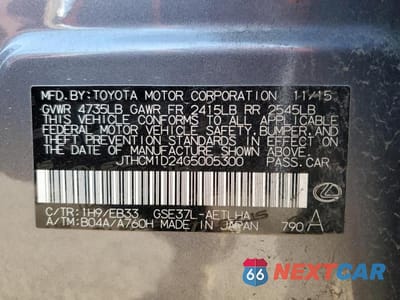 MFD.BY:TOYOTA MOTOR CORPORATION 11/15
GVWR 4735LB GAWR FR 2415LB RR 2545LB
THIS VEHICLE CONFORMS TO ALL APPLICABLE
FEDERAL MOTOR VEHICLE SAFETY,
BUMPER, AND THEFT PREVENTION STANDARDS
IN EFFECT ON THE DATE OF
MANUFACTURE SHOWN ABOVE.
JTHCM1D24G5005300 PASS.CAR
C/TR:1H9/EB33 GSE37L-AETLHA
A/TM:B04A/A760H MADE IN JAPAN 790 A
66 NEXTCAR